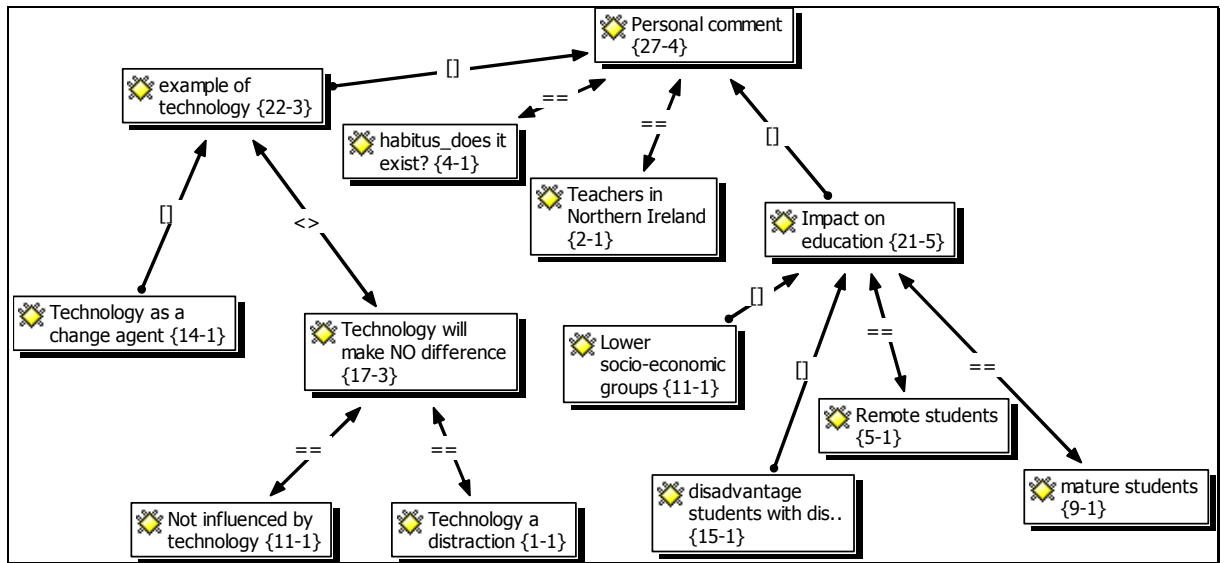 Personal comment
{27-4}
[]
example of
technology {22-3}
==
habitus_does it
exist? {4-1}
==
[]
Teachers in
Northern Ireland
{2-1}
[]
<>
Impact on
education {21-5}
Technology as a
change agent {14-1}
[]
Technology will
make NO difference
{17-3}
Lower
socio-economic
groups {11-1}
==
[]
==
Remote students
{5-1}
==
==
disadvantage
students with dis..
{15-1}
mature students
{9-1}
Not influenced by
technology {11-1}
Technology a
distraction {1-1}